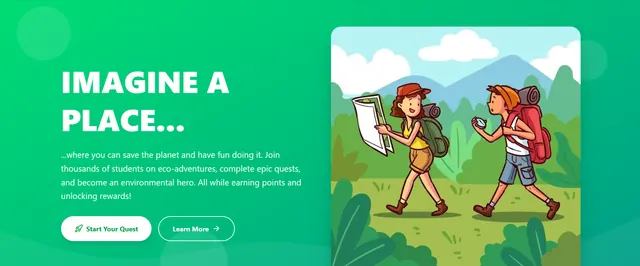 IMAGINE A
PLACE...
...where you can save the planet and have fun doing it. Join
thousands of students on eco-adventures, complete epic quests,
and become an environmental hero. All while earning points and
unlocking rewards!
Start Your Quest
Learn More →